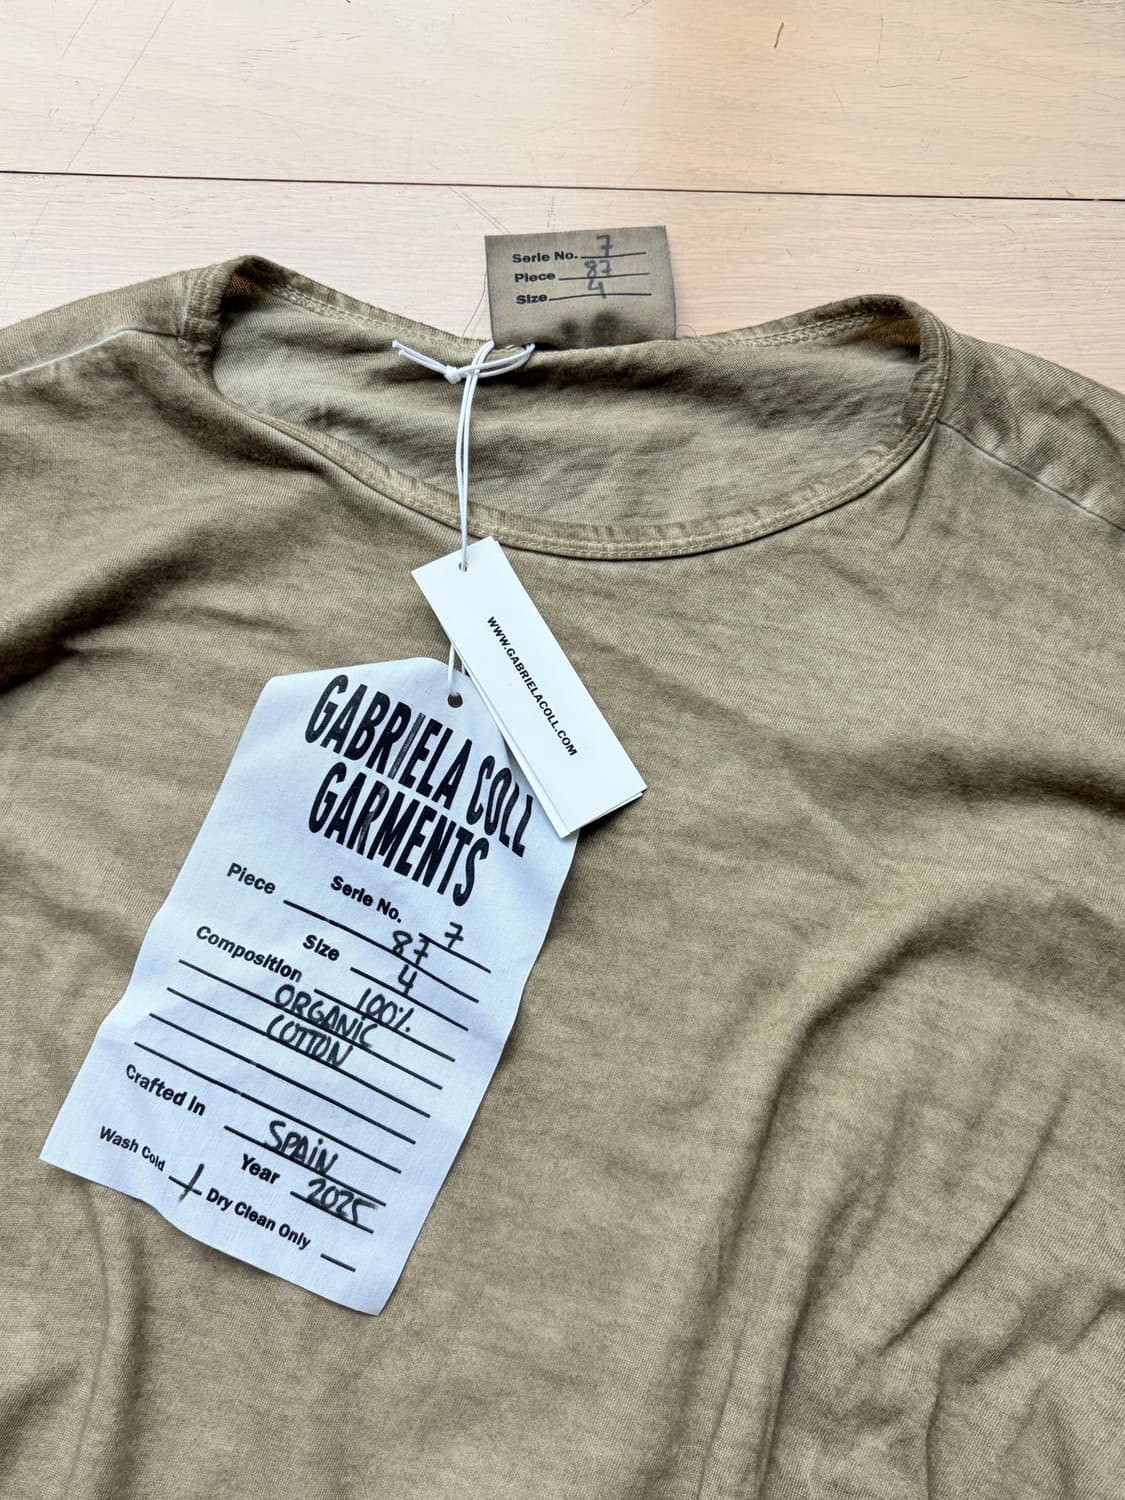 Serie No. 7
Piece 87
Size 4
WWW.GABRIELACOLL.COM
GABRIELA COLL
GARMENTS
Serie No. 7
Piece 87
Size 4
Composition 100%
ORGANIC
COTTON
Crafted in SPAIN
Year 2025
Wash Cold / Dry Clean Only